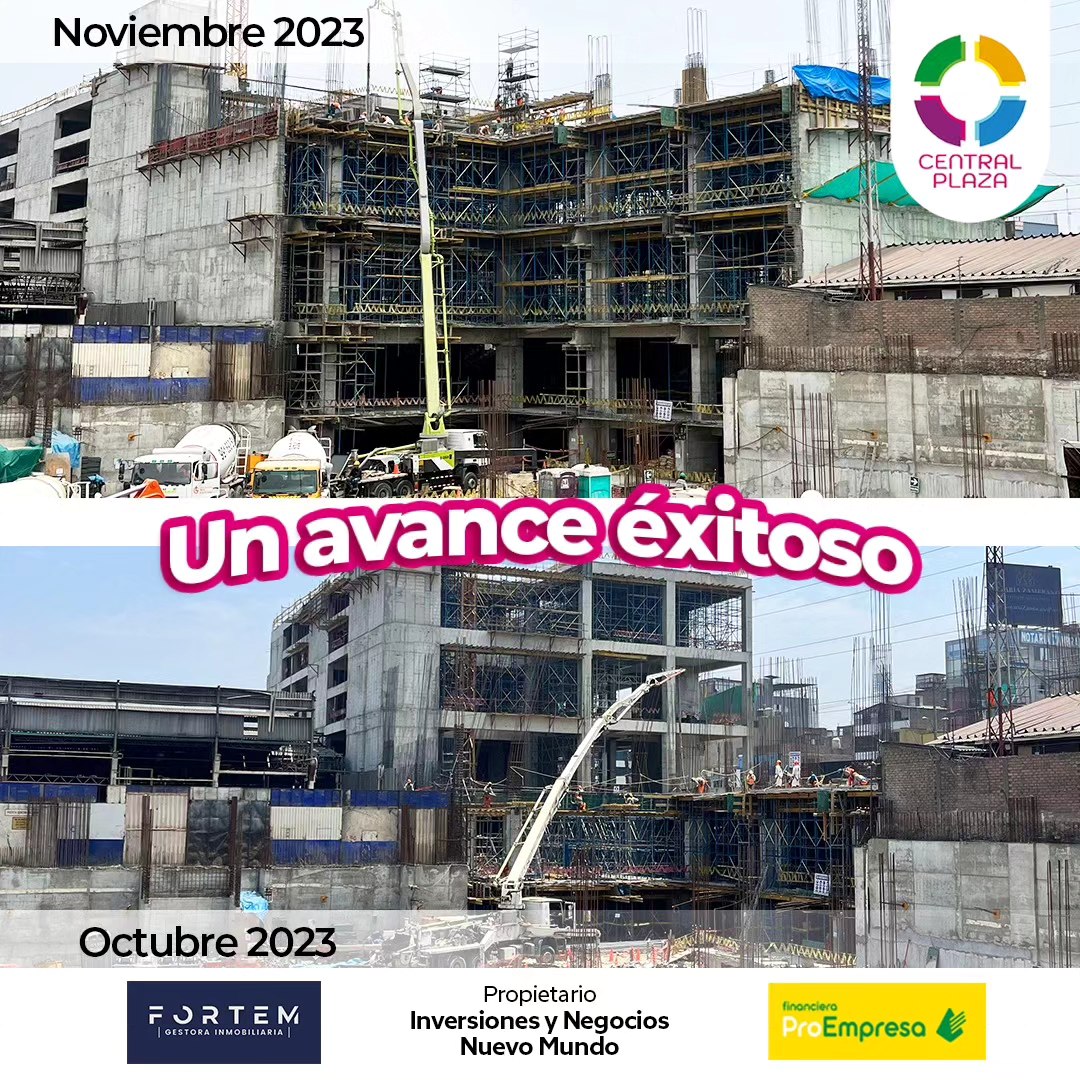 Noviembre 2023
CENTRAL
PLAZA
Un avance éxitoso
NOTARI
Octubre 2023
FORTEM
GESTORA INMOBILIARIA
Propietario
Inversiones y Negocios
Nuevo Mundo
financiera
ProEmpresa